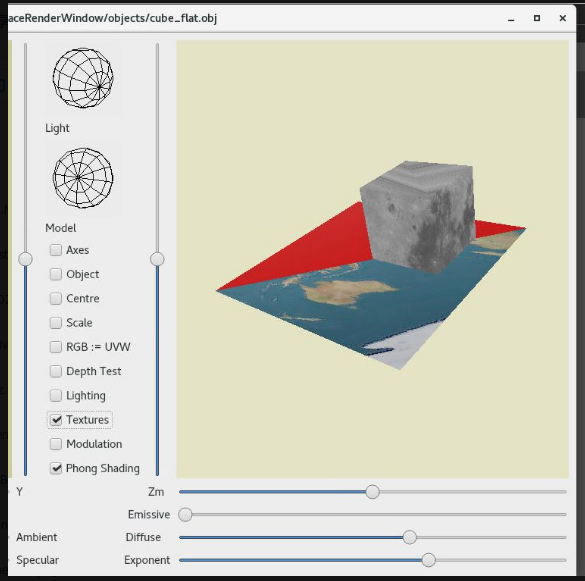 aceRenderWindow/objects/cube_flat.obj
Light
Model
Axes
Object
Centre
Scale
RGB := UVW
Depth Test
Lighting
Textures
Modulation
Phong Shading
Y Zm
Emissive
Ambient Diffuse
Specular Exponent